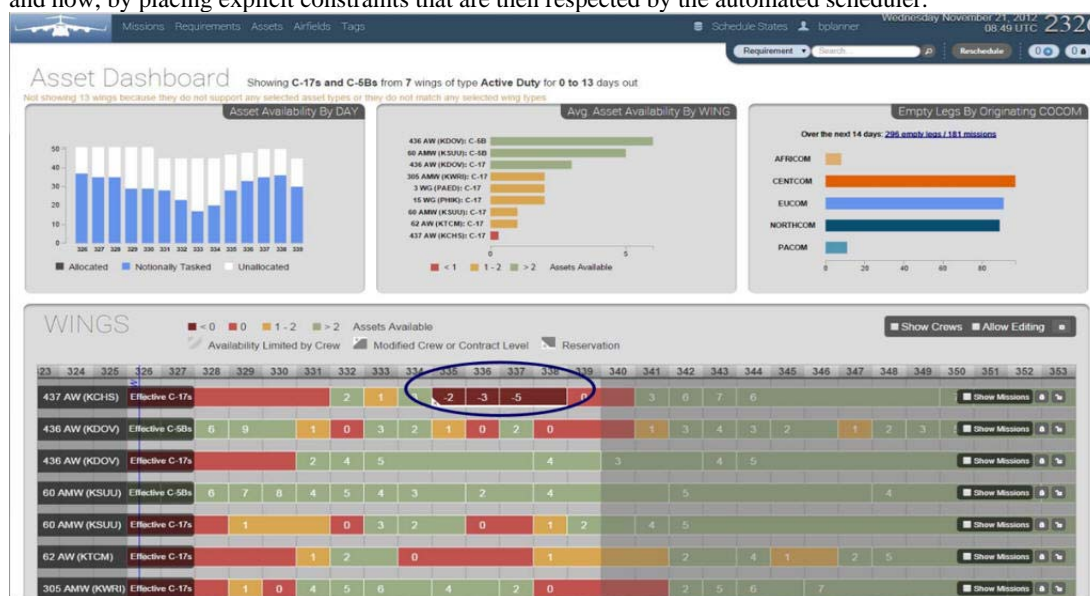 and how, by placing explicit constraints that are then respected by the automated scheduler.
Missions Requirements Assets Airfields Tags
Schedule States bplanner
Wednesday November 21, 2012
08:49 UTC
232
Requirement Search... Reschedule 0 0
Asset Dashboard
Showing C-17s and C-5Bs from 7 wings of type Active Duty for 0 to 13 days out
Not showing 13 wings because they do not support any selected asset types or they do not match any selected wing types
Asset Availability By DAY
50
40
30
20
10
0
326 327 328 329 330 331 332 333 334 335 336 337 338 339
Allocated Notionally Tasked Unallocated
Avg. Asset Availability By WING
436 AW (KDOV): C-5B
60 AMW (KSUU): C-5B
436 AW (KDOV): C-17
305 AMW (KWRI): C-17
3 WG (PAED): C-17
15 WG (PHIK): C-17
60 AMW (KSUU): C-17
62 AW (KTCM): C-17
437 AW (KCHS): C-17
0 5
< 1 1 - 2 > 2 Assets Available
Empty Legs By Originating COCOM
Over the next 14 days: 296 empty legs / 181 missions
AFRICOM
CENTCOM
EUCOM
NORTHCOM
PACOM
0 20 40 60 80
WINGS
< 0 0 1 - 2 > 2 Assets Available
Availability Limited by Crew Modified Crew or Contract Level Reservation
Show Crews Allow Editing
323 324 325 326 327 328 329 330 331 332 333 334 335 336 337 338 339 340 341 342 343 344 345 346 347 348 349 350 351 352 353
437 AW (KCHS) Effective C-17s 2 1 -2 -3 -5 0 3 6 7 6 Show Missions
436 AW (KDOV) Effective C-5Bs 6 9 1 0 3 2 1 0 2 0 1 3 4 3 2 1 2 3 Show Missions
436 AW (KDOV) Effective C-17s 2 4 5 4 3 4 5 Show Missions
60 AMW (KSUU) Effective C-5Bs 6 7 8 4 5 4 3 2 4 5 4 Show Missions
60 AMW (KSUU) Effective C-17s 1 0 3 2 0 1 2 4 5 Show Missions
62 AW (KTCM) Effective C-17s 1 2 0 1 2 4 1 2 5 Show Missions
305 AMW (KWRI) Effective C-17s 1 0 4 5 6 4 2 0 2 5 6 7 Show Missions